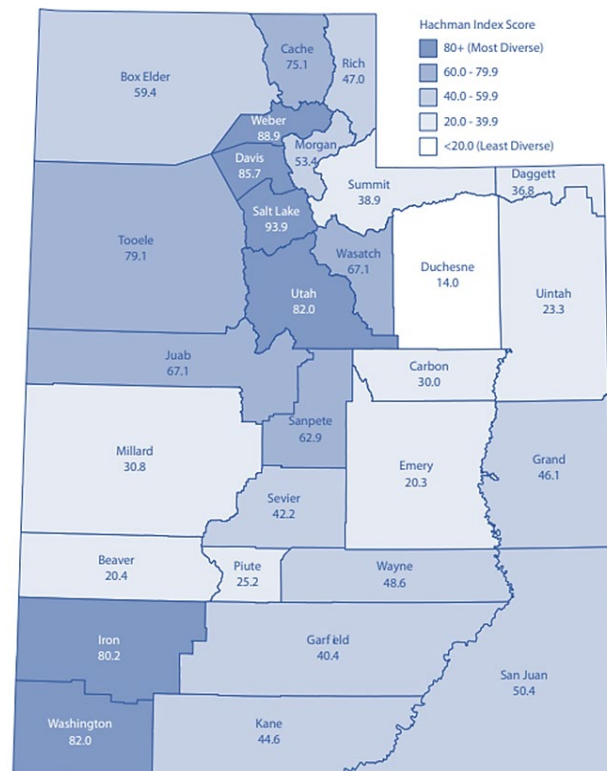 Hachman Index Score
80+ (Most Diverse)
60.0 - 79.9
40.0 - 59.9
20.0 - 39.9
<20.0 (Least Diverse)
Cache
75.1
Rich
47.0
Box Elder
59.4
Weber
88.9
Morgan
53.4
Davis
85.7
Summit
38.9
Daggett
36.8
Salt Lake
93.9
Tooele
79.1
Wasatch
67.1
Duchesne
14.0
Uintah
23.3
Utah
82.0
Juab
67.1
Carbon
30.0
Sanpete
62.9
Millard
30.8
Emery
20.3
Grand
46.1
Sevier
42.2
Beaver
20.4
Piute
25.2
Wayne
48.6
Iron
80.2
Garfield
40.4
San Juan
50.4
Washington
82.0
Kane
44.6